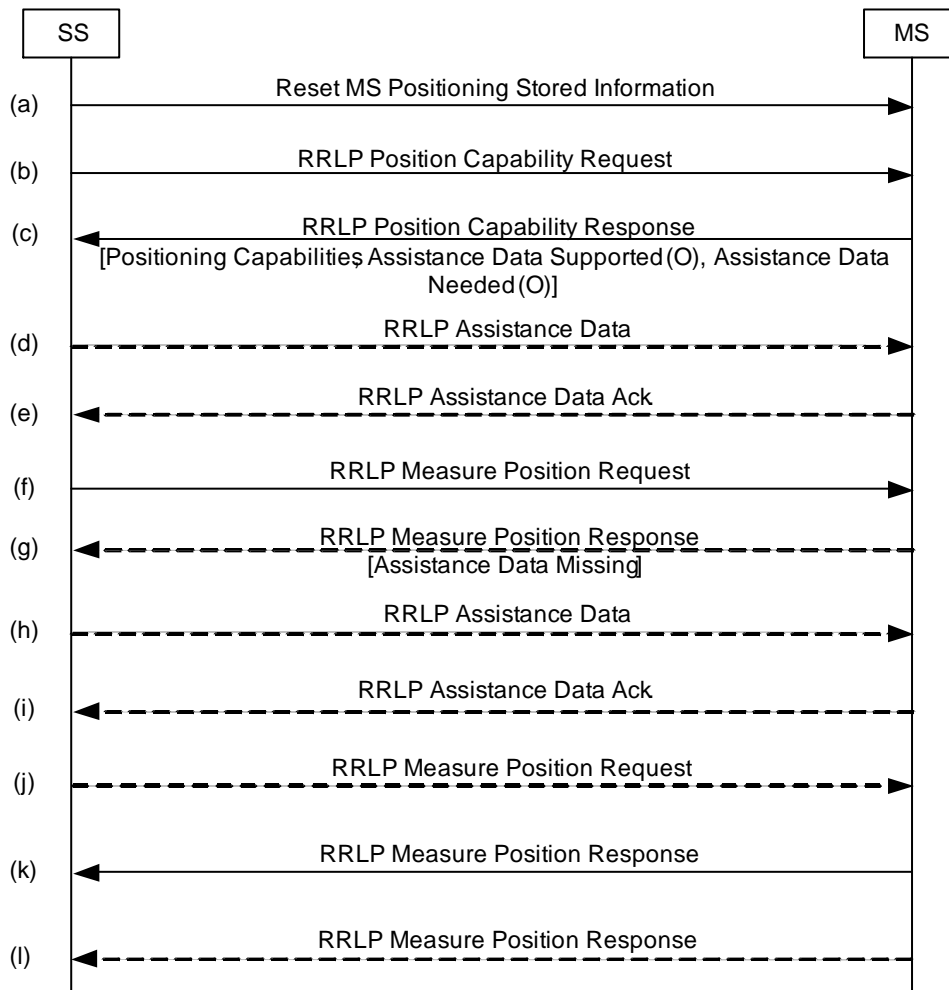 SS
MS
(a)
Reset MS Positioning Stored Information
(b)
RRLP Position Capability Request
(c)
RRLP Position Capability Response
[Positioning Capabilities, Assistance Data Supported (O), Assistance Data
Needed (O)]
(d)
RRLP Assistance Data
(e)
RRLP Assistance Data Ack.
(f)
RRLP Measure Position Request
(g)
RRLP Measure Position Response
[Assistance Data Missing]
(h)
RRLP Assistance Data
(i)
RRLP Assistance Data Ack.
(j)
RRLP Measure Position Request
(k)
RRLP Measure Position Response
(l)
RRLP Measure Position Response